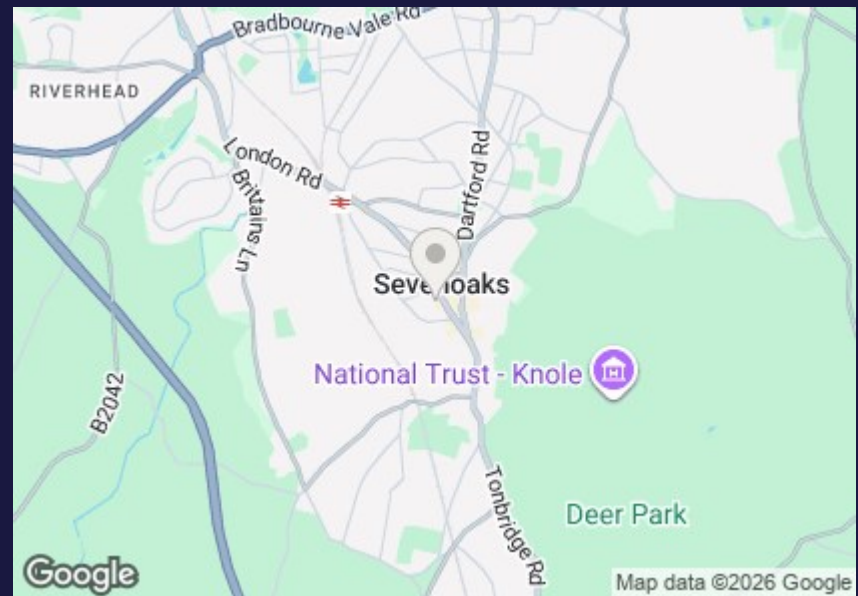 Bradbourne Vale Rd
RIVERHEAD
London Rd
Brittains Ln
Dartford Rd
Sevenoaks
National Trust - Knole
B2042
Tonbridge Rd
Deer Park
Google
Map data ©2026 Google